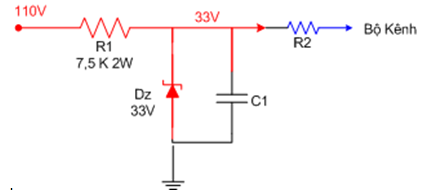 110V
33V
R1
7,5 K 2W
R2
Bộ Kênh
Dz
33V
C1